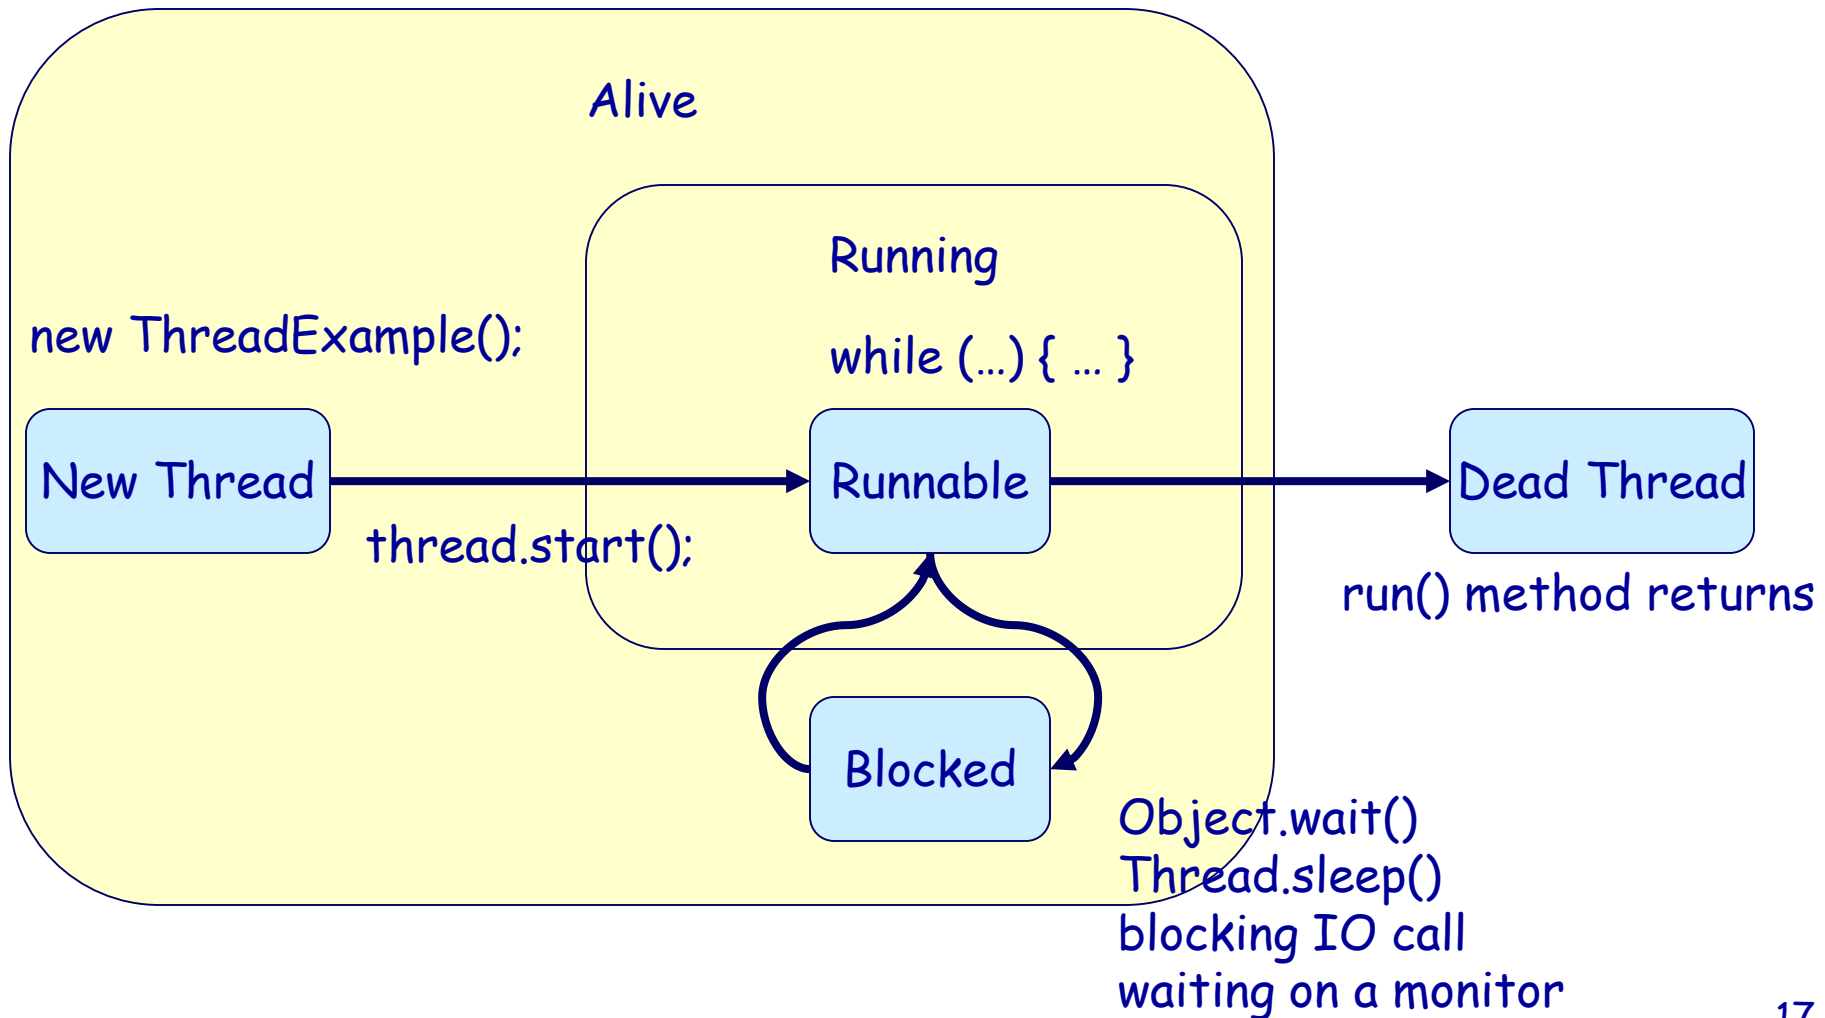 Alive
Running
new ThreadExample();
while (...) { ... }
New Thread
Runnable
Dead Thread
thread.start();
run() method returns
Blocked
Object.wait()
Thread.sleep()
blocking IO call
waiting on a monitor
17